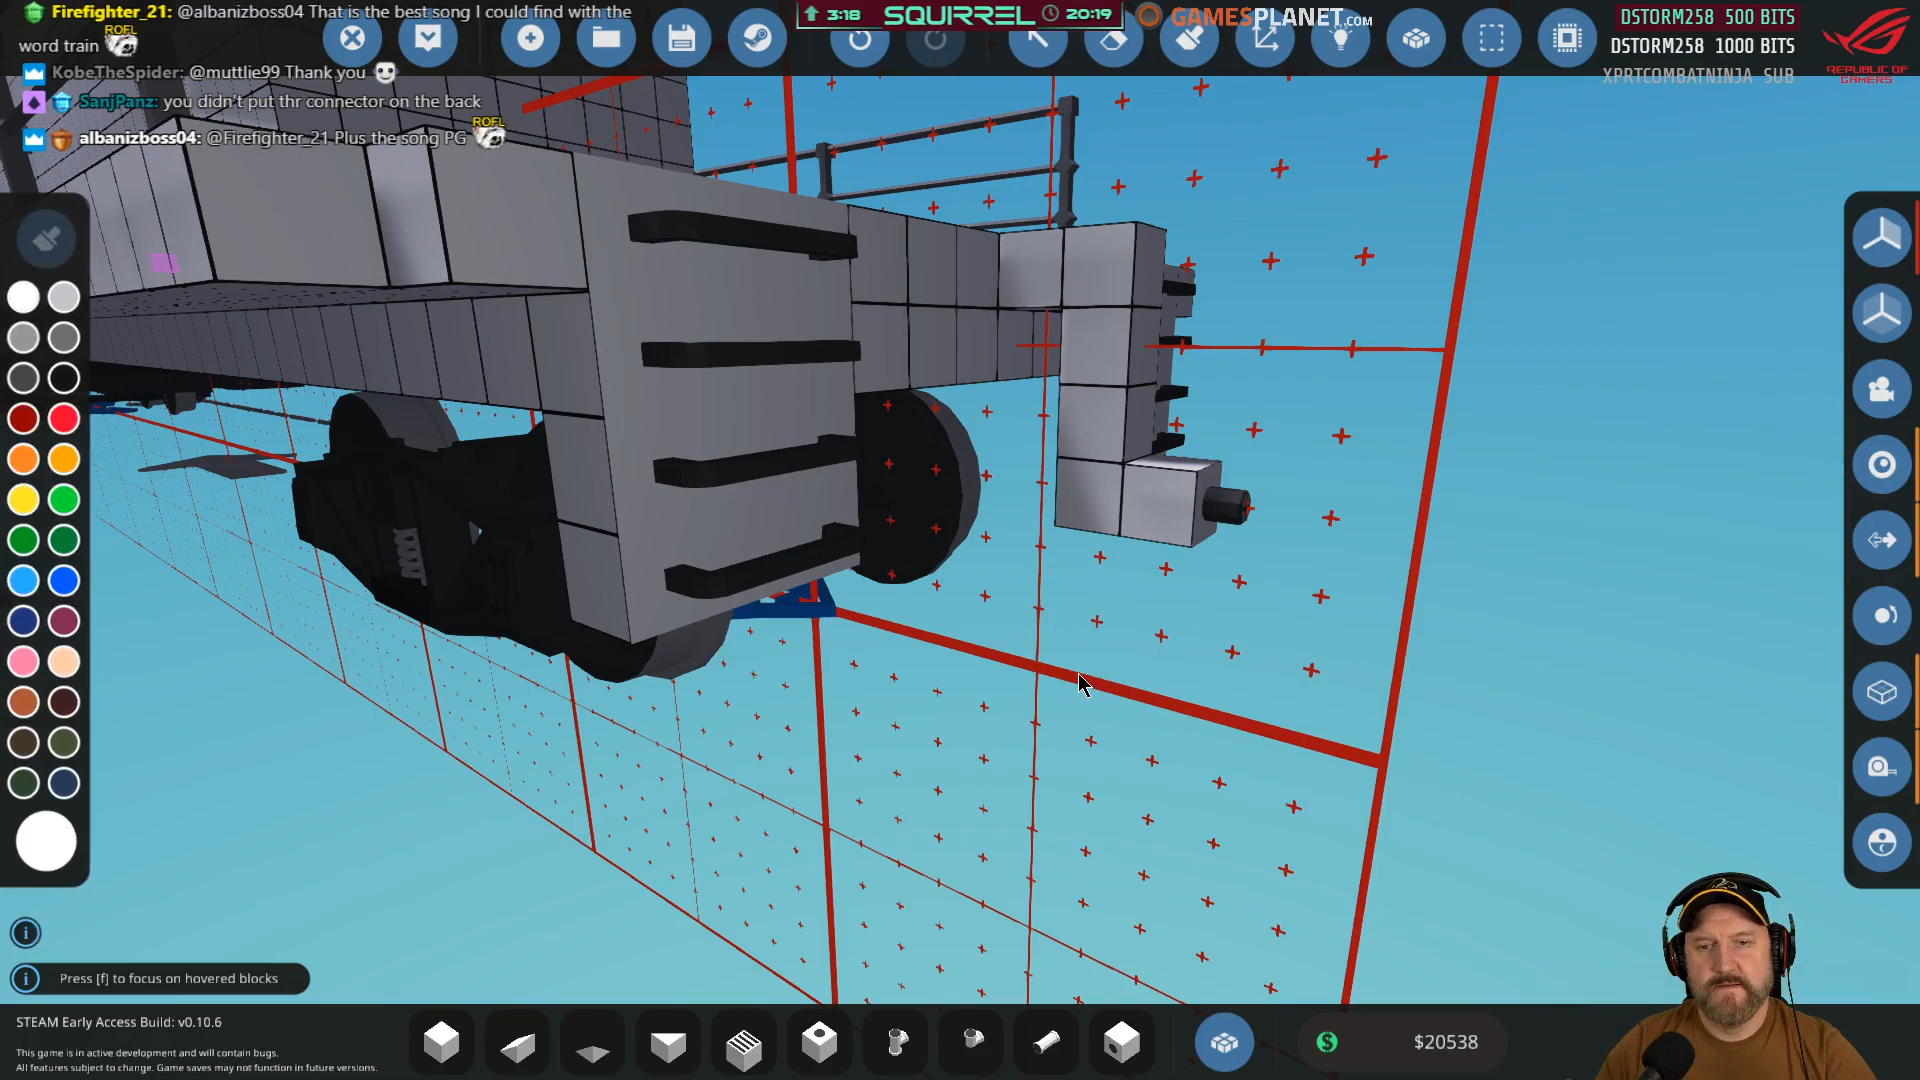 Firefighter_21: @albanizboss04 That is the best song I could find with the
word train ROFL
KobeTheSpider: @muttlie99 Thank you
SanjPanz: you didn't put thr connector on the back
albanizboss04: @Firefighter_21 Plus the song PG ROFL
3:18 SQUIRREL 20:19
GAMESPLANET.COM
DSTORM258 500 BITS
DSTORM258 1000 BITS
XPRTCOMBATNINJA SUB
REPUBLIC OF
GAMERS
Press [f] to focus on hovered blocks
STEAM Early Access Build: v0.10.6
This game is in active development and will contain bugs.
All features subject to change. Game saves may not function in future versions.
$ $20538